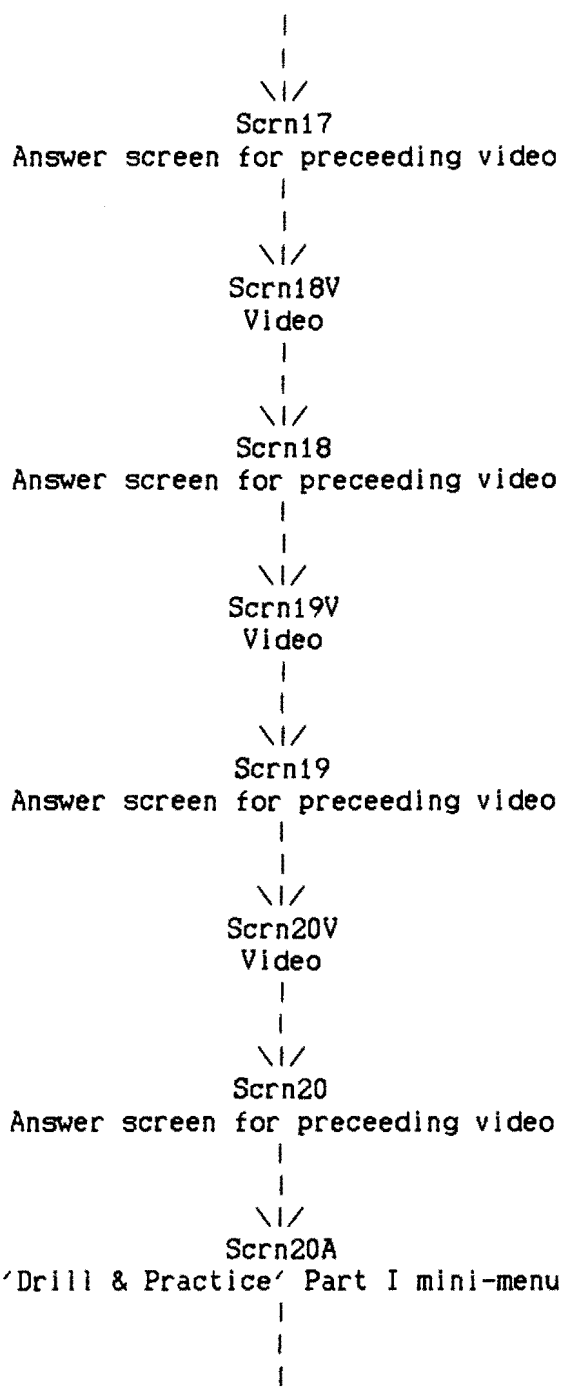 |
|
\|/
Scrn17
Answer screen for preceeding video
|
|
\|/
Scrn18V
Video
|
|
\|/
Scrn18
Answer screen for preceeding video
|
|
\|/
Scrn19V
Video
|
|
\|/
Scrn19
Answer screen for preceeding video
|
|
\|/
Scrn20V
Video
|
|
\|/
Scrn20
Answer screen for preceeding video
|
|
\|/
Scrn20A
'Drill & Practice' Part I mini-menu
|
|
|